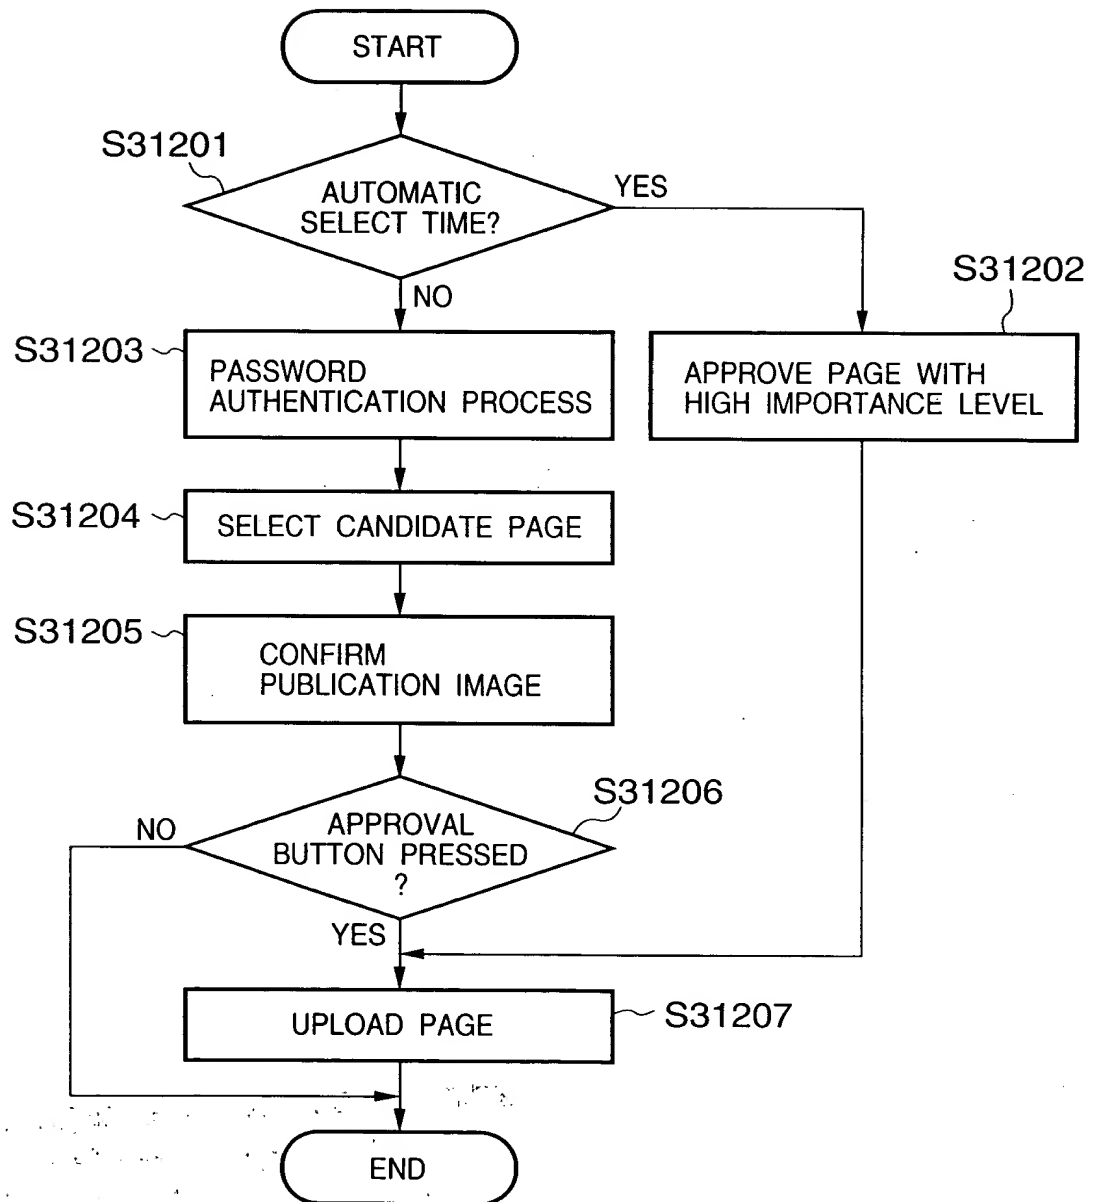 START
S31201
AUTOMATIC
SELECT TIME?
YES
NO
S31202
S31203
PASSWORD
AUTHENTICATION PROCESS
APPROVE PAGE WITH
HIGH IMPORTANCE LEVEL
S31204
SELECT CANDIDATE PAGE
S31205
CONFIRM
PUBLICATION IMAGE
S31206
NO
APPROVAL
BUTTON PRESSED
?
YES
UPLOAD PAGE
S31207
END